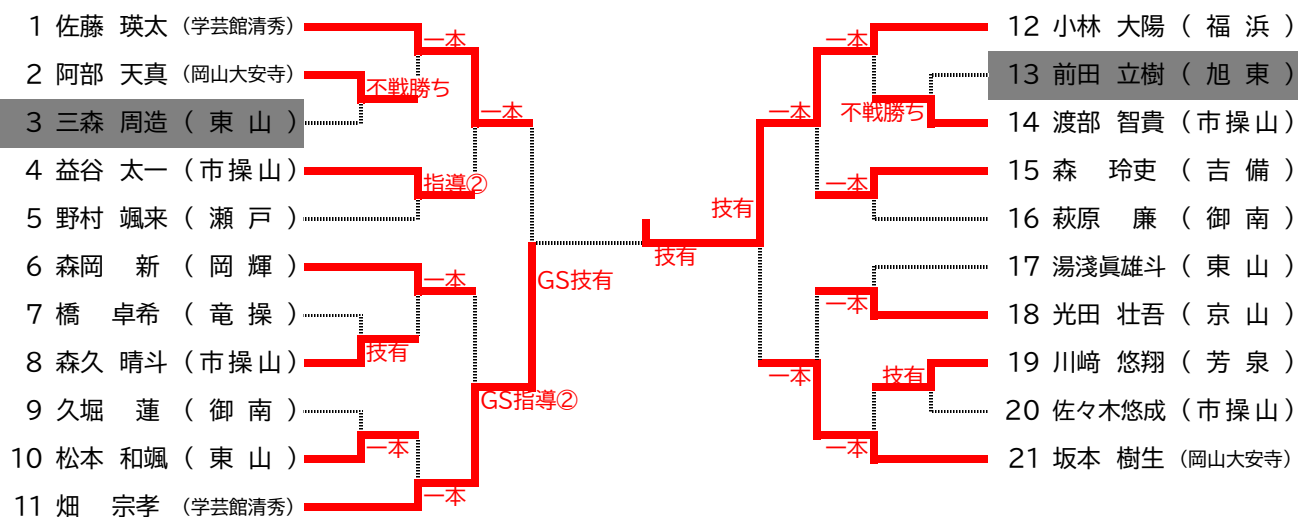 1 佐藤 瑛太 (学芸館清秀)
2 阿部 天真 (岡山大安寺)
3 三森 周造 ( 東 山 )
4 益谷 太一 (市操山)
5 野村 颯来 ( 瀬 戸 )
6 森岡 新 ( 岡 輝 )
7 橋 卓希 ( 竜 操 )
8 森久 晴斗 (市操山)
9 久堀 蓮 ( 御 南 )
10 松本 和颯 ( 東 山 )
11 畑 宗孝 (学芸館清秀)
一本
不戦勝ち
一本
指導②
一本
技有
GS指導②
一本
一本
GS技有
技有
技有
一本
一本
不戦勝ち
一本
一本
一本
技有
一本
12 小林 大陽 ( 福 浜 )
13 前田 立樹 ( 旭 東 )
14 渡部 智貴 (市操山)
15 森 玲吏 ( 吉 備 )
16 萩原 廉 ( 御 南 )
17 湯淺眞雄斗 ( 東 山 )
18 光田 壮吾 ( 京 山 )
19 川﨑 悠翔 ( 芳 泉 )
20 佐々木悠成 (市操山)
21 坂本 樹生 (岡山大安寺)